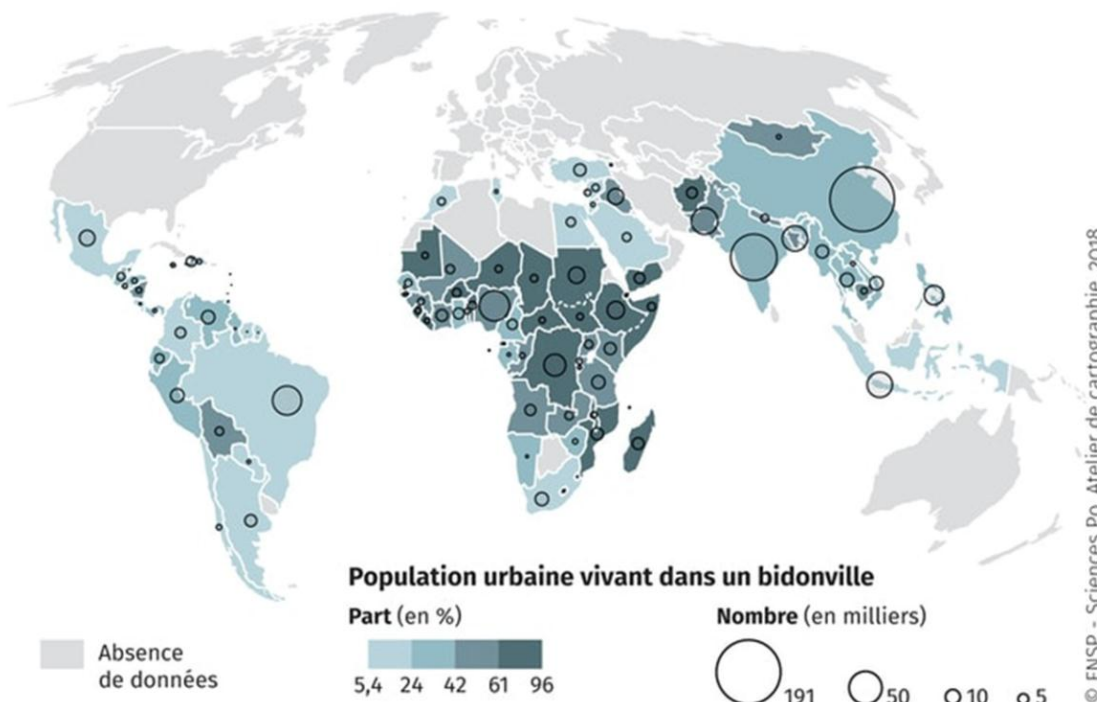 Population urbaine vivant dans un bidonville
Part (en %)
5,4 24 42 61 96
Nombre (en milliers)
191 50 10 5
Absence
de données
© FNSP - Sciences Po, Atelier de cartographie, 2018